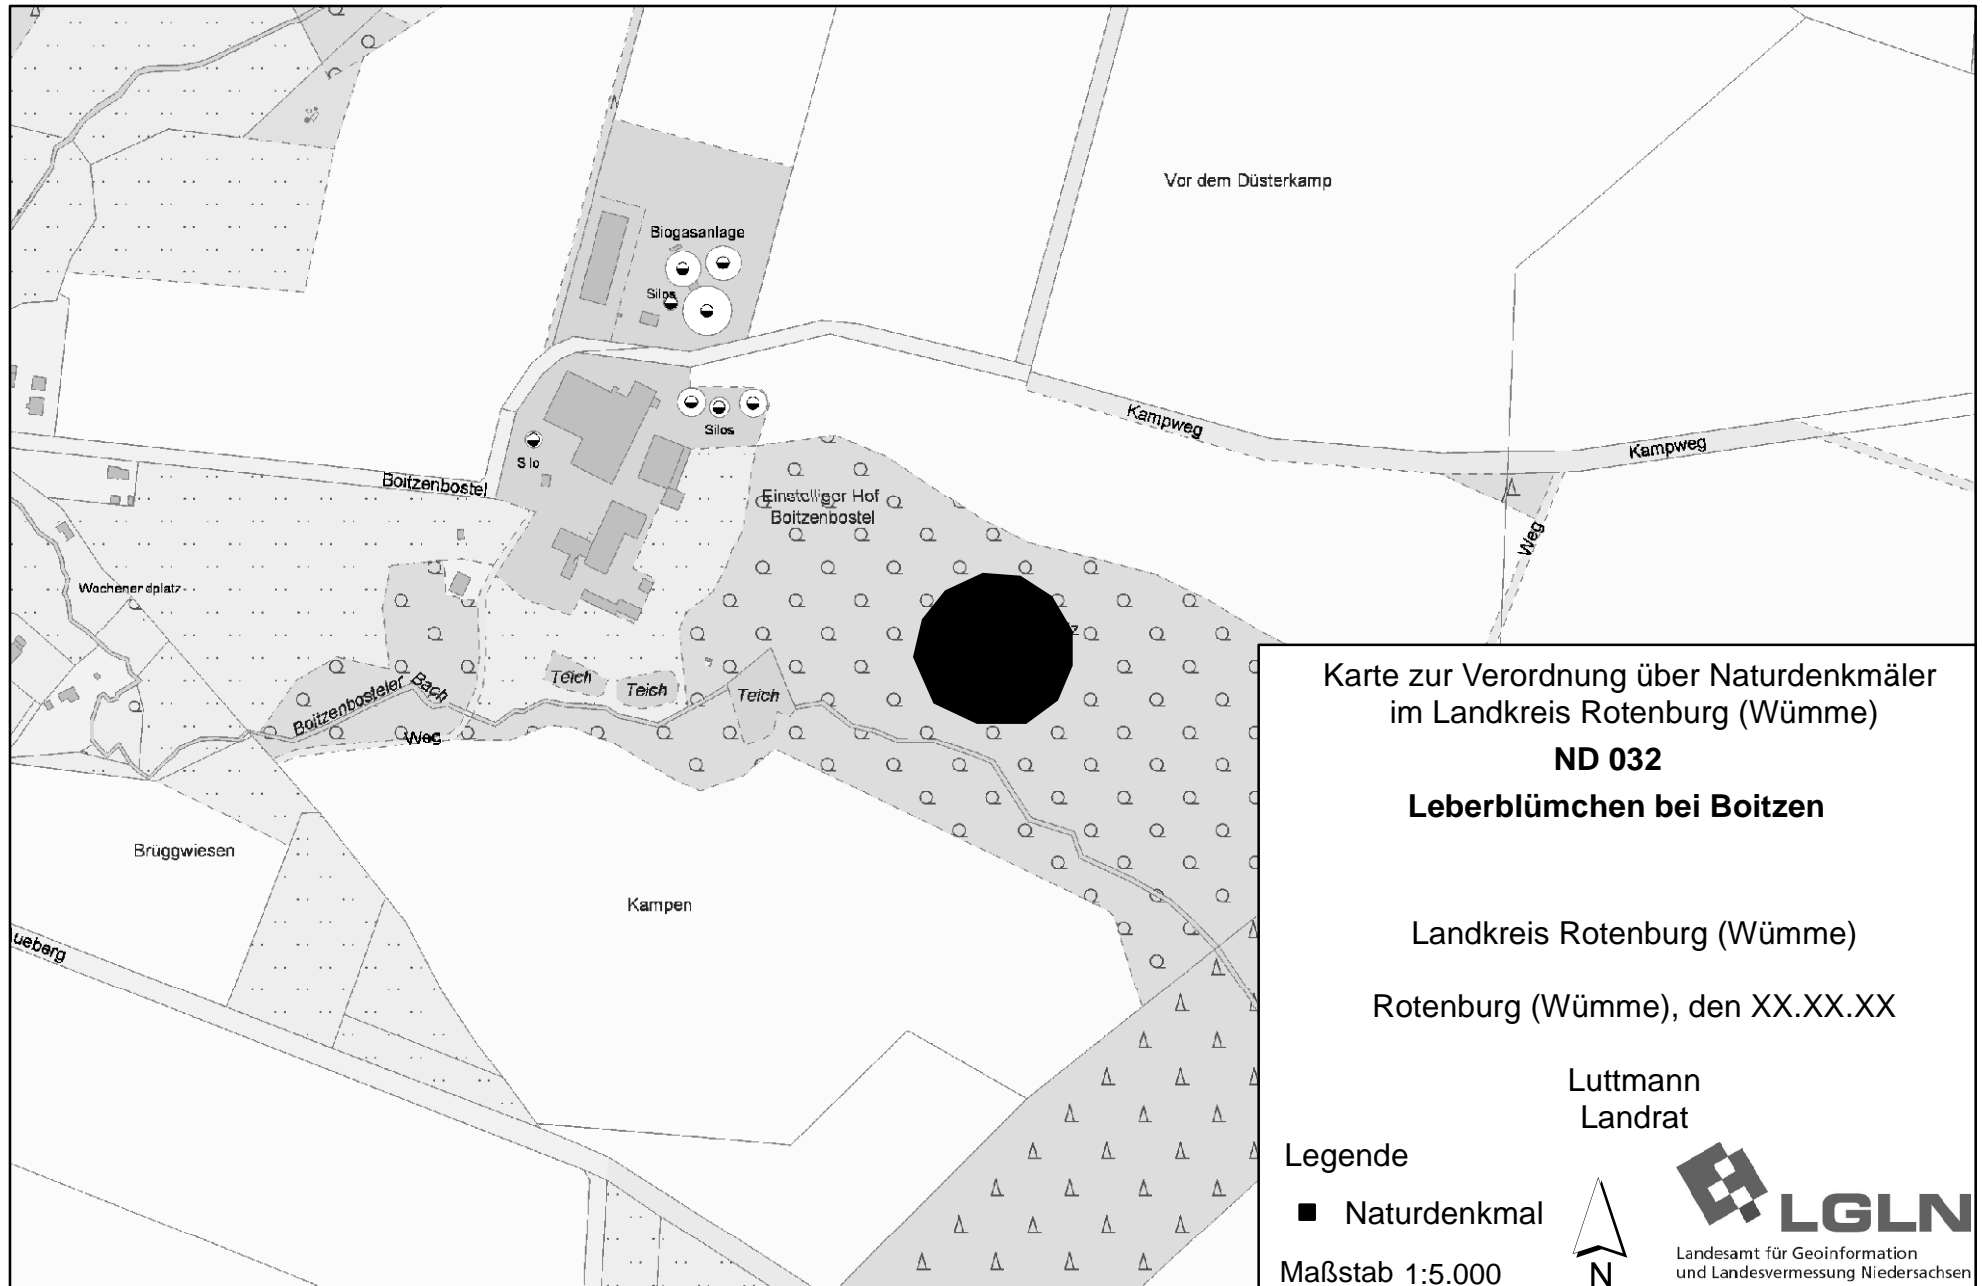 Vor dem Düsterkamp
Biogasanlage
Silos
Kampweg
Kampweg
Silos
Silo
Boitzenbostel
Einstelliger Hof
Boitzenbostel
Weg
Wochenendplatz
Teich
Teich
Teich
Boitzenbosteler Bach
Weg
Brüggwiesen
Kampen
ueberg
Karte zur Verordnung über Naturdenkmäler
im Landkreis Rotenburg (Wümme)
ND 032
Leberblümchen bei Boitzen
Landkreis Rotenburg (Wümme)
Rotenburg (Wümme), den XX.XX.XX
Luttmann
Landrat
Legende
Naturdenkmal
Maßstab 1:5.000
N
LGLN
Landesamt für Geoinformation
und Landesvermessung Niedersachsen